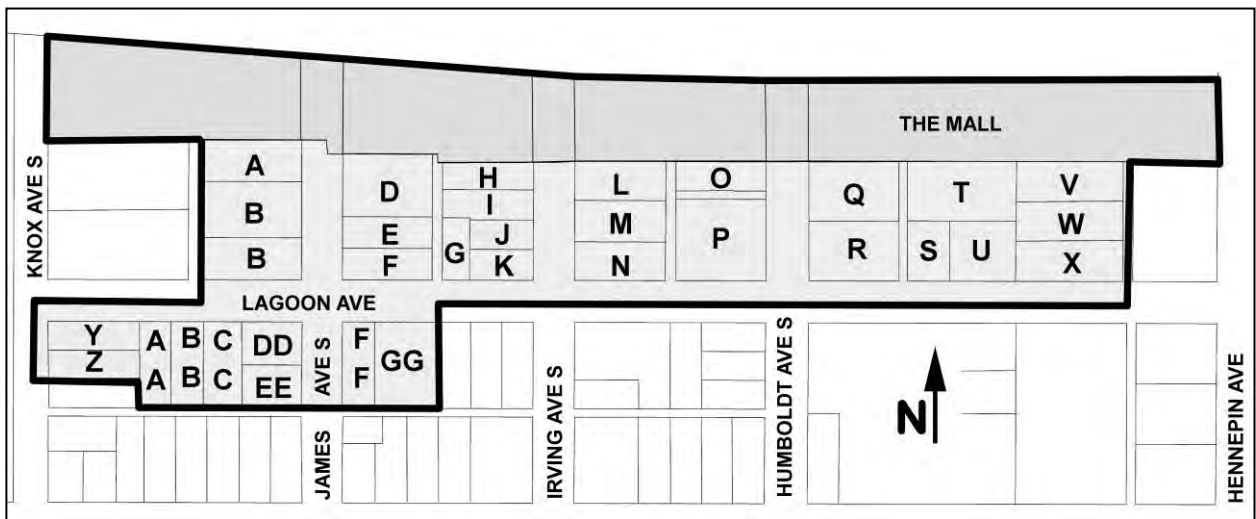 THE MALL
KNOX AVE S
A
B
B
D
E
F
G
H
I
J
K
L
M
N
O
P
Q
R
S
T
U
V
W
X
LAGOON AVE
Y
Z
A
A
B
B
C
C
DD
EE
F
F
GG
JAMES AVE S
IRVING AVE S
HUMBOLDT AVE S
N
HENNEPIN AVE